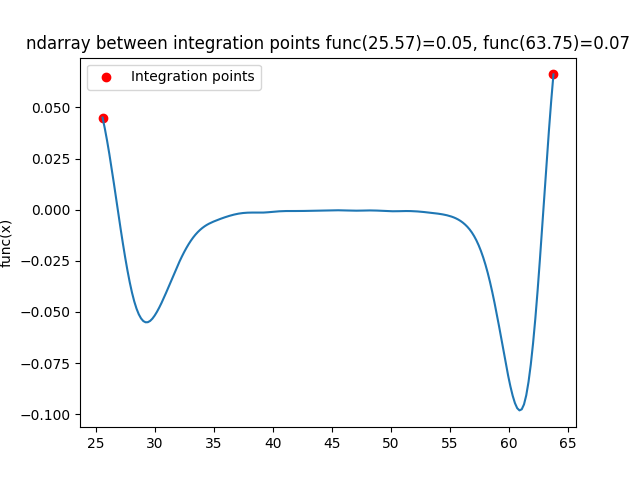 ndarray between integration points func(25.57)=0.05, func(63.75)=0.07
Integration points
func(x)
0.050
0.025
0.000
−0.025
−0.050
−0.075
−0.100
25 30 35 40 45 50 55 60 65